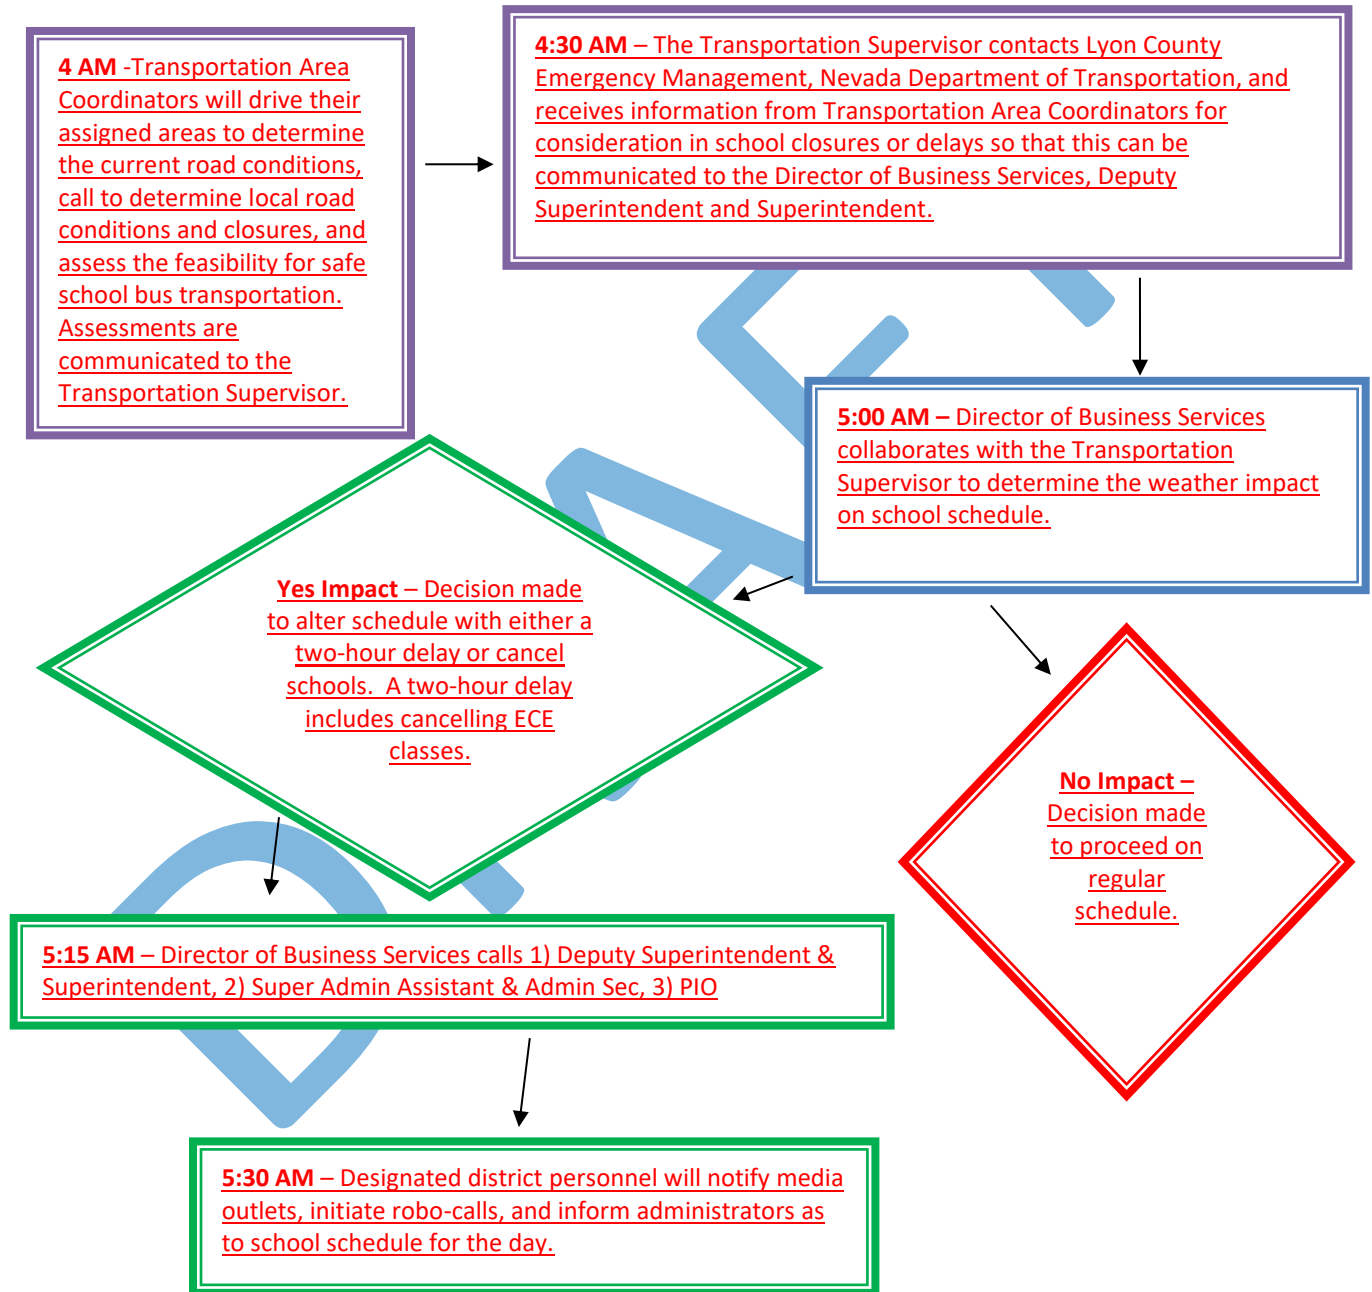 4 AM -Transportation Area
Coordinators will drive their
assigned areas to determine
the current road conditions,
call to determine local road
conditions and closures, and
assess the feasibility for safe
school bus transportation.
Assessments are
communicated to the
Transportation Supervisor.
4:30 AM – The Transportation Supervisor contacts Lyon County
Emergency Management, Nevada Department of Transportation, and
receives information from Transportation Area Coordinators for
consideration in school closures or delays so that this can be
communicated to the Director of Business Services, Deputy
Superintendent and Superintendent.
5:00 AM – Director of Business Services
collaborates with the Transportation
Supervisor to determine the weather impact
on school schedule.
Yes Impact – Decision made
to alter schedule with either a
two-hour delay or cancel
schools.  A two-hour delay
includes cancelling ECE
classes.
No Impact –
Decision made
to proceed on
regular
schedule.
5:15 AM – Director of Business Services calls 1) Deputy Superintendent &
Superintendent, 2) Super Admin Assistant & Admin Sec, 3) PIO
5:30 AM – Designated district personnel will notify media
outlets, initiate robo-calls, and inform administrators as
to school schedule for the day.